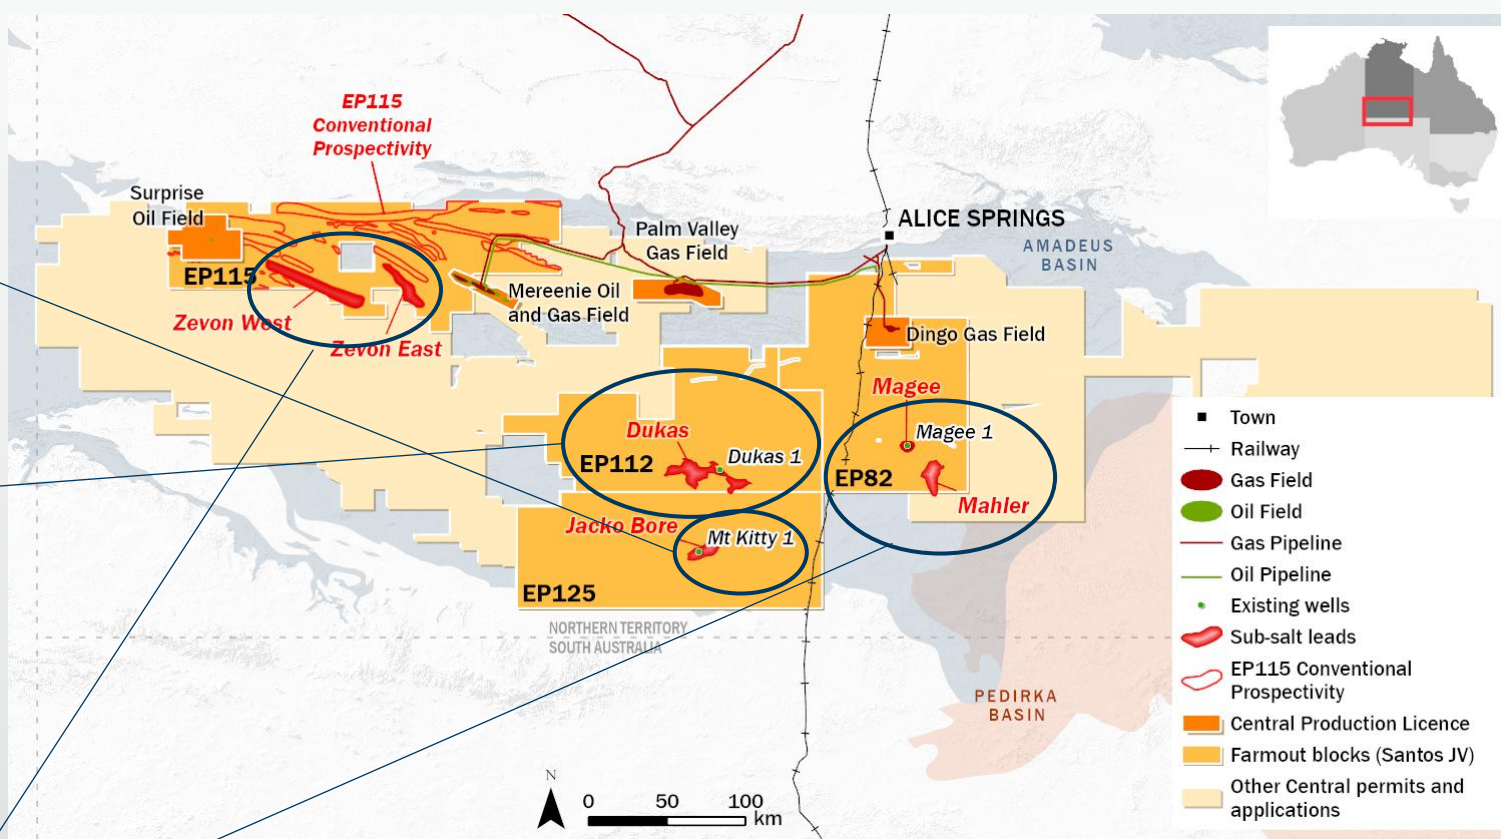 EP115
Conventional
Prospectivity
Surprise
Oil Field
EP115
Zevon West
Zevon East
Mereenie Oil
and Gas Field
Palm Valley
Gas Field
ALICE SPRINGS
AMADEUS
BASIN
Dingo Gas Field
Magee
Magee 1
EP82
Mahler
Dukas
Dukas 1
EP112
Jacko Bore
Mt Kitty 1
EP125
NORTHERN TERRITORY
SOUTH AUSTRALIA
PEDIRKA
BASIN
N
0 50 100
km
Town
Railway
Gas Field
Oil Field
Gas Pipeline
Oil Pipeline
Existing wells
Sub-salt leads
EP115 Conventional
Prospectivity
Central Production Licence
Farmout blocks (Santos JV)
Other Central permits and
applications